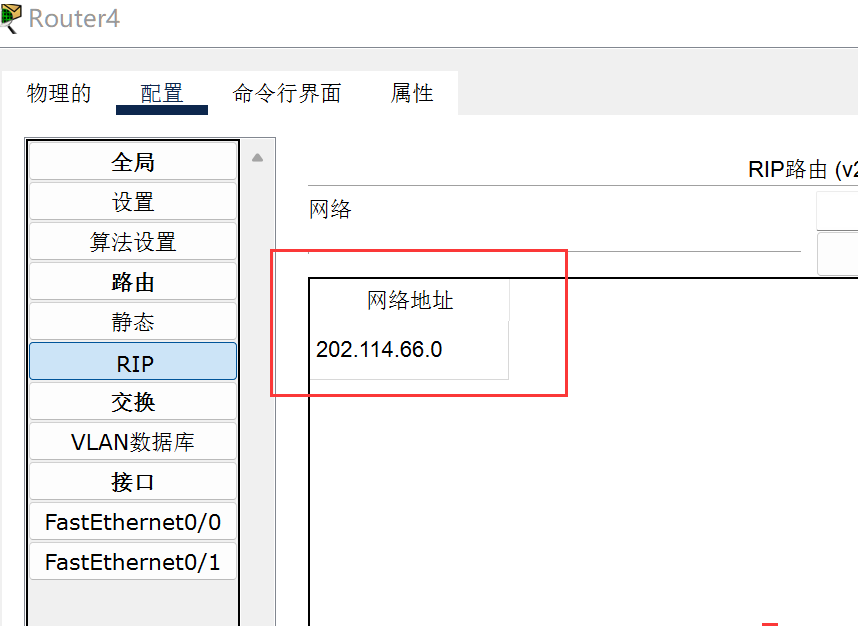 Router4
物理的 配置 命令行界面 属性
全局
设置
算法设置
路由
静态
RIP
交换
VLAN数据库
接口
FastEthernet0/0
FastEthernet0/1
RIP路由 (v2
网络
网络地址
202.114.66.0